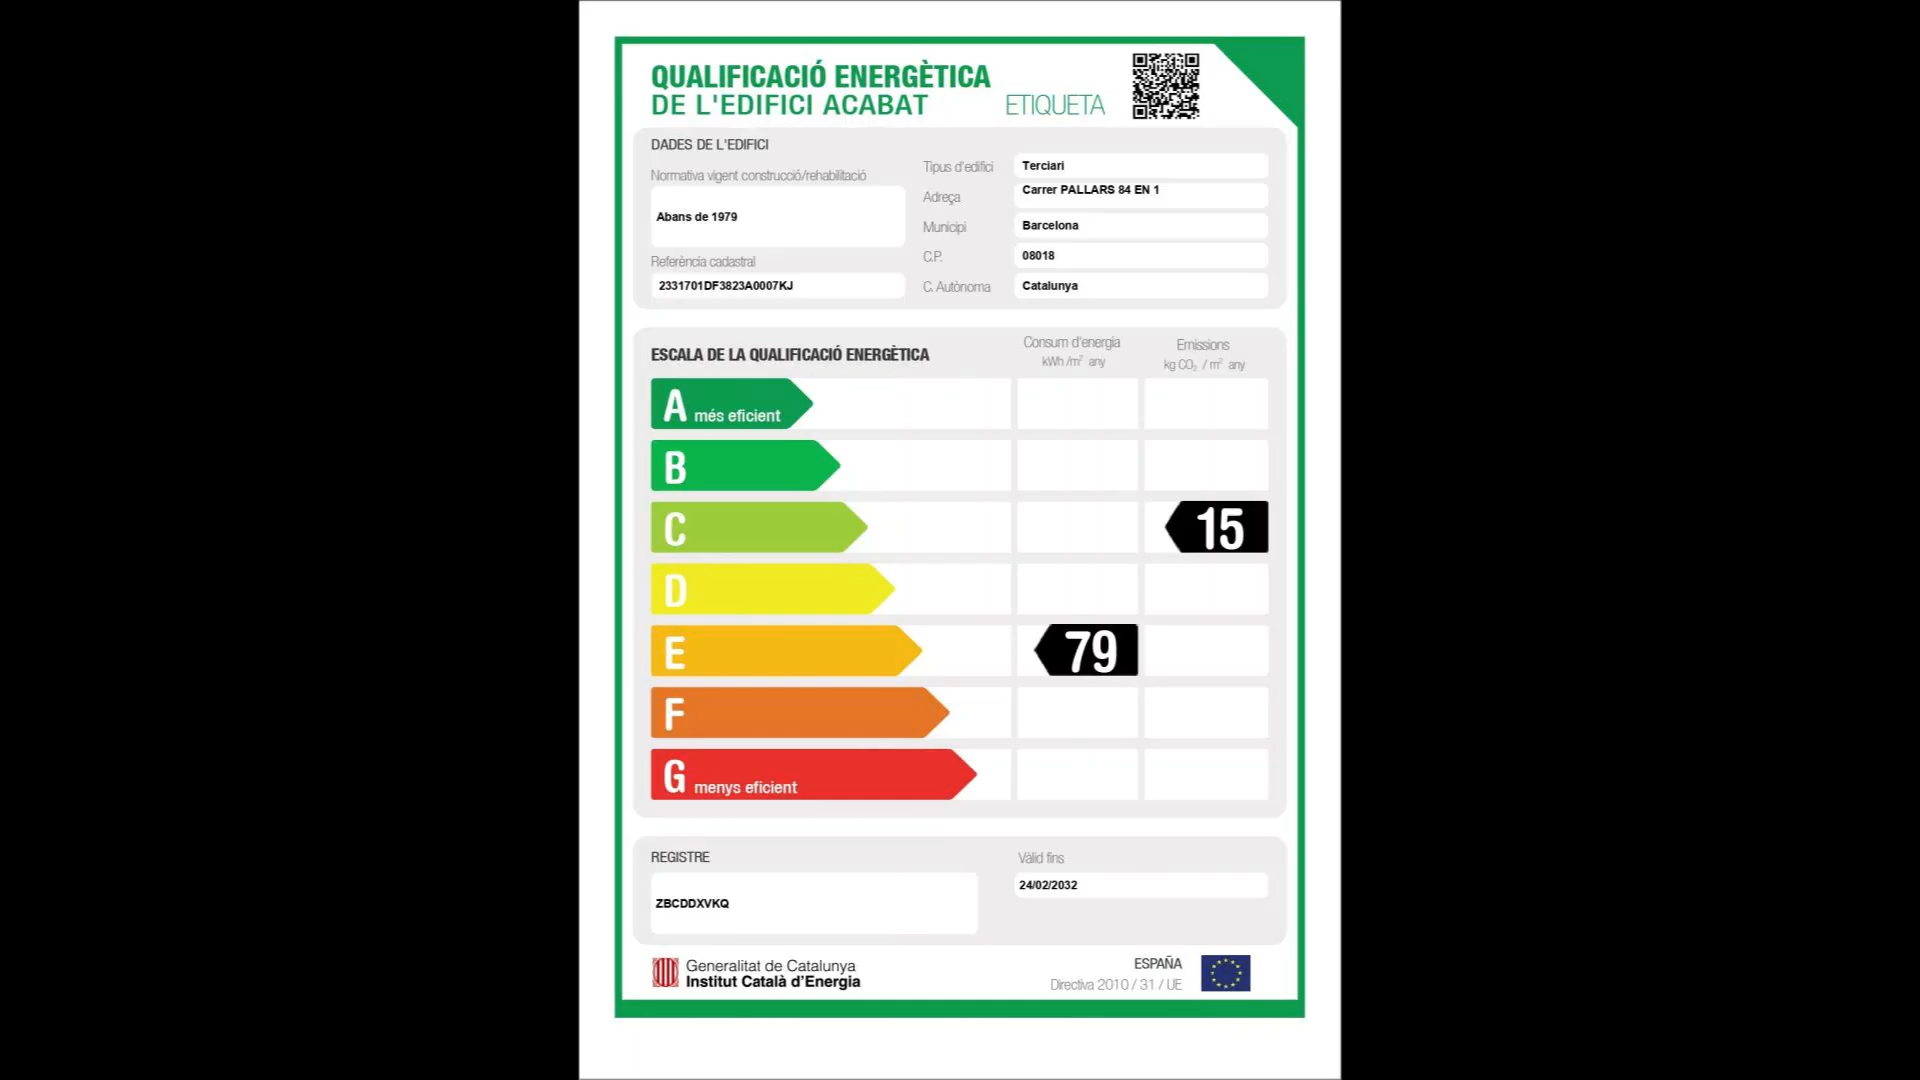 QUALIFICACIÓ ENERGÈTICA
DE L'EDIFICI ACABAT
ETIQUETA
DADES DE L'EDIFICI
Normativa vigent construcció/rehabilitació
Abans de 1979
Referència cadastral
2331701DF3823A0007KJ
Tipus d'edifici
Terciari
Adreça
Carrer PALLARS 84 EN 1
Municipi
Barcelona
C.P.
08018
C. Autònoma
Catalunya
ESCALA DE LA QUALIFICACIÓ ENERGÈTICA
Consum d'energia
kWh /m² any
Emissions
kg CO₂ / m² any
A més eficient
B
C
15
D
E
79
F
G menys eficient
REGISTRE
ZBCDDXVKQ
Vàlid fins
24/02/2032
Generalitat de Catalunya
Institut Català d'Energia
ESPAÑA
Directiva 2010 / 31 / UE